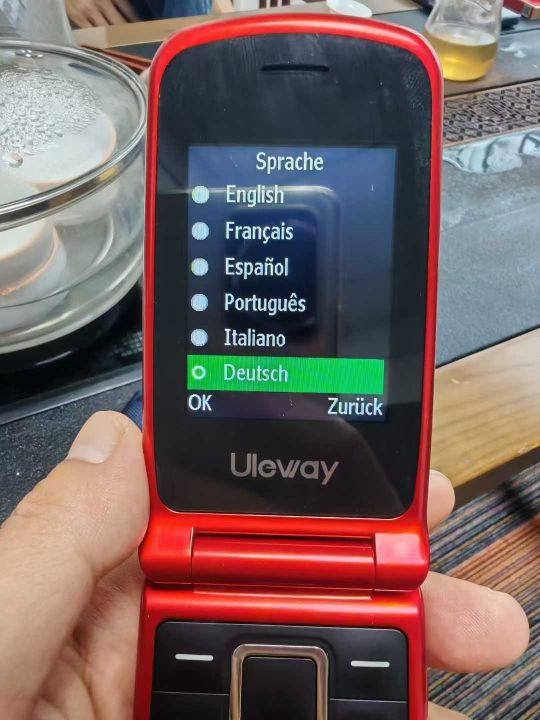 Sprache
English
Français
Español
Português
Italiano
Deutsch
OK Zurück
Uleway